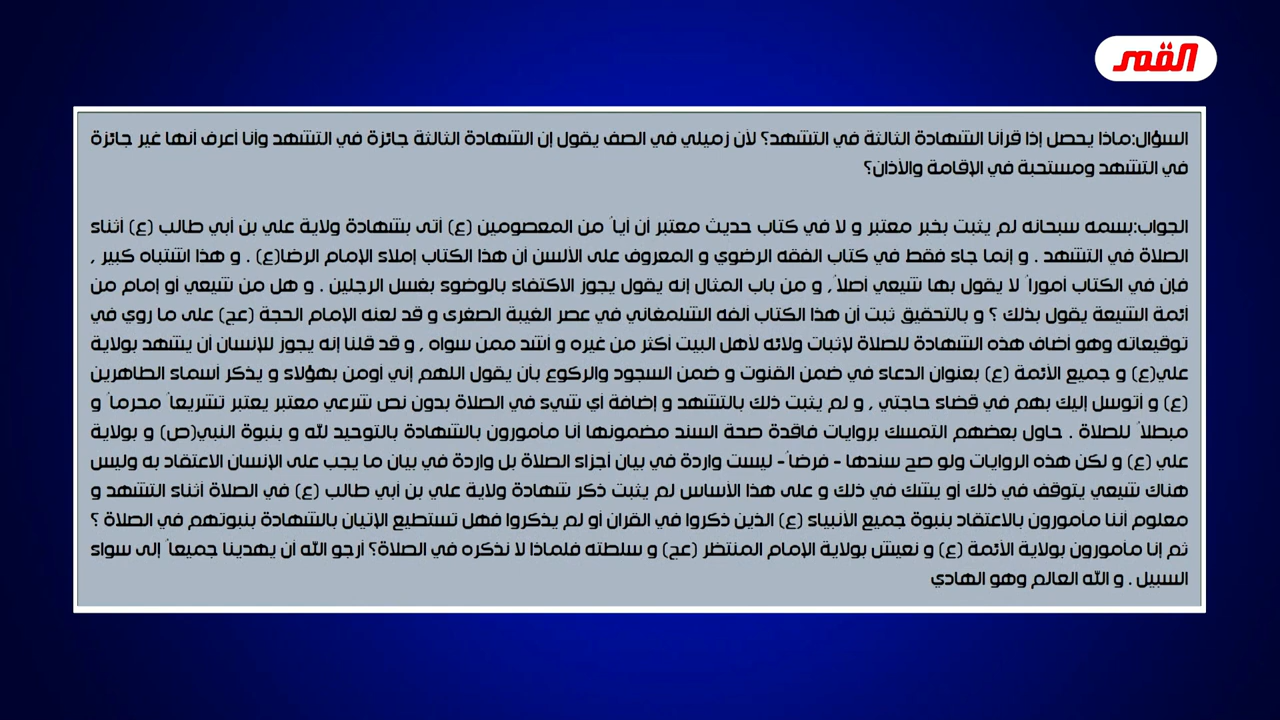 القمر
السؤال:ماذا يحصل إذا قرأنا الشهادة الثالثة في التشهد؟ لأن زميلي في الصف يقول إن الشهادة الثالثة جائزة في التشهد وأنا أعرف أنها غير جائزة
في التشهد ومستحبة في الإقامة والأذان؟
الجواب:بسمه سبحانه لم يثبت بخبر معتبر و لا في كتاب حديث معتبر أن أياً من المعصومين (ع) أتى بشهادة ولاية علي بن أبي طالب (ع) أثناء
الصلاة في التشهد . و إنما جاء فقط في كتاب الفقه الرضوي و المعروف على الألسن أن هذا الكتاب إملاء الإمام الرضا(ع) . و هذا اشتباه كبير ,
فإن في الكتاب أموراً لا يقول بها شيعي أصلاً, و من باب المثال إنه يقول يجوز الاكتفاء بالوضوء بغسل الرجلين . و هل من شيعي أو إمام من
أئمة الشيعة يقول بذلك ؟ و بالتحقيق ثبت أن هذا الكتاب ألفه الشلمغاني في عصر الغيبة الصغرى و قد لعنه الإمام الحجة (عج) على ما روي في
توقيعاته وهو أضاف هذه الشهادة للصلاة لإثبات ولائه لأهل البيت أكثر من غيره و أشد ممن سواه , و قد قلنا إنه يجوز للإنسان أن يشهد بولاية
علي(ع) و جميع الأئمة (ع) بعنوان الدعاء في ضمن القنوت و ضمن السجود والركوع بأن يقول اللهم إني أومن بهؤلاء و يذكر أسماء الطاهرين
(ع) و أتوسل إليك بهم في قضاء حاجتي , و لم يثبت ذلك بالتشهد و إضافة أي شيء في الصلاة بدون نص شرعي معتبر يعتبر تشريعاً محرماً و
مبطلاً للصلاة . حاول بعضهم التمسك بروايات فاقدة صحة السند مضمونها أنا مأمورون بالشهادة بالتوحيد لله و بنبوة النبي(ص) و بولاية
علي (ع) و لكن هذه الروايات ولو صح سندها - فرضاً- ليست واردة في بيان أجزاء الصلاة بل واردة في بيان ما يجب على الإنسان الاعتقاد به وليس
هناك شيعي يتوقف في ذلك أو يشك في ذلك و على هذا الأساس لم يثبت ذكر شهادة ولاية علي بن أبي طالب (ع) في الصلاة أثناء التشهد و
معلوم أننا مأمورون بالاعتقاد بنبوة جميع الأنبياء (ع) الذين ذكروا في القران أو لم يذكروا فهل تستطيع الإتيان بالشهادة بنبوتهم في الصلاة ؟
ثم إنا مأمورون بولاية الأئمة (ع) و نعيش بولاية الإمام المنتظر (عج) و سلطته فلماذا لا نذكره في الصلاة؟ أرجو الله أن يهدينا جميعاً إلى سواء
السبيل . و الله العالم وهو الهادي